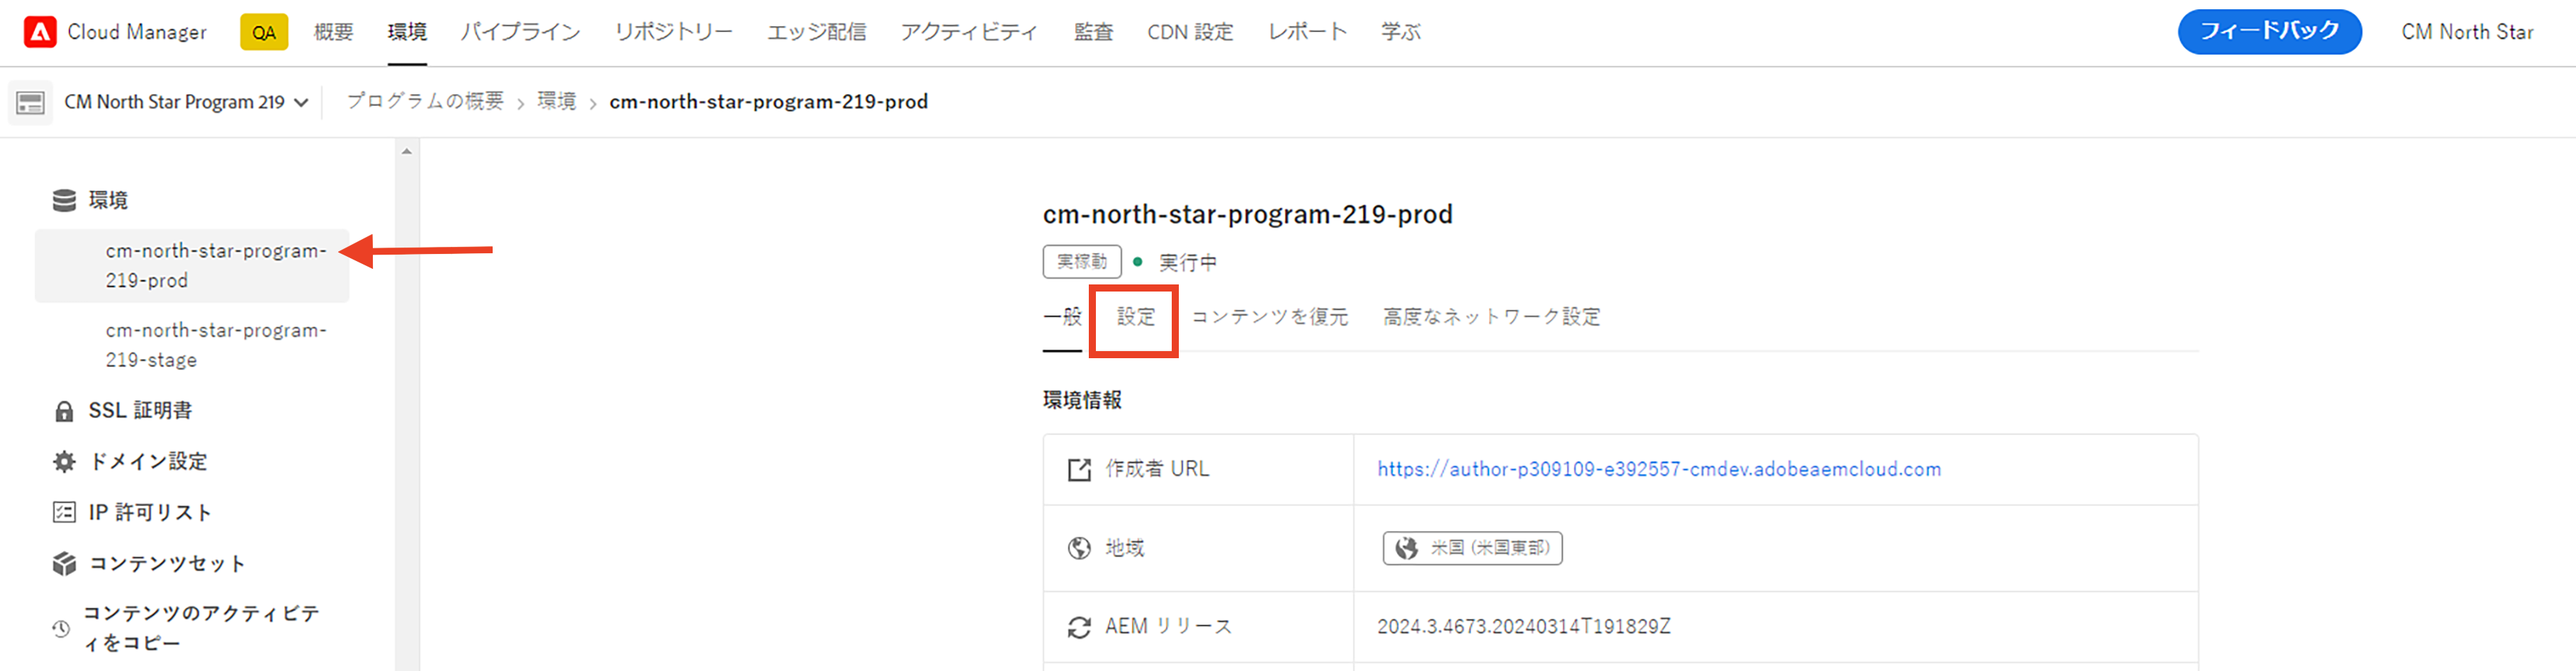 Cloud Manager QA 概要 環境 パイプライン リポジトリー エッジ配信 アクティビティ 監査 CDN 設定 レポート 学ぶ フィードバック CM North Star
CM North Star Program 219 プログラムの概要 > 環境 > cm-north-star-program-219-prod
環境
cm-north-star-program-
219-prod
cm-north-star-program-
219-stage
SSL 証明書
ドメイン設定
IP 許可リスト
コンテンツセット
コンテンツのアクティビテ
ィをコピー
cm-north-star-program-219-prod
実稼動 実行中
一般 設定 コンテンツを復元 高度なネットワーク設定
環境情報
作成者 URL https://author-p309109-e392557-cmdev.adobeaemcloud.com
地域 米国 (米国東部)
AEM リリース 2024.3.4673.20240314T191829Z